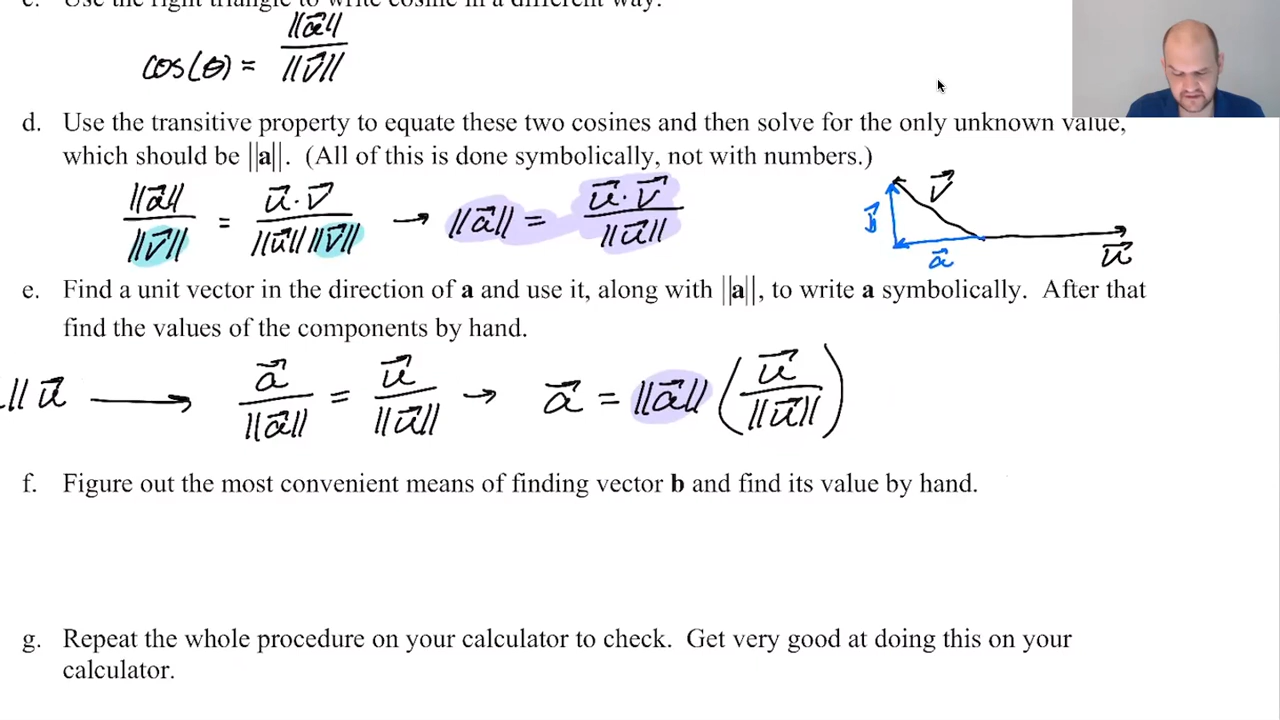 c. Use the right triangle to write cosine in a different way.
cos(θ) = ||a⃗|| / ||v⃗||
d. Use the transitive property to equate these two cosines and then solve for the only unknown value,
which should be ||a||. (All of this is done symbolically, not with numbers.)
||a⃗|| / ||v⃗|| = u⃗·v⃗ / ||u⃗|| ||v⃗|| → ||a⃗|| = u⃗·v⃗ / ||u⃗||
v⃗
b⃗
a⃗
u⃗
e. Find a unit vector in the direction of a and use it, along with ||a||, to write a symbolically. After that
find the values of the components by hand.
|| u⃗ → a⃗ / ||a⃗|| = u⃗ / ||u⃗|| → a⃗ = ||a⃗|| ( u⃗ / ||u⃗|| )
f. Figure out the most convenient means of finding vector b and find its value by hand.
g. Repeat the whole procedure on your calculator to check. Get very good at doing this on your
calculator.